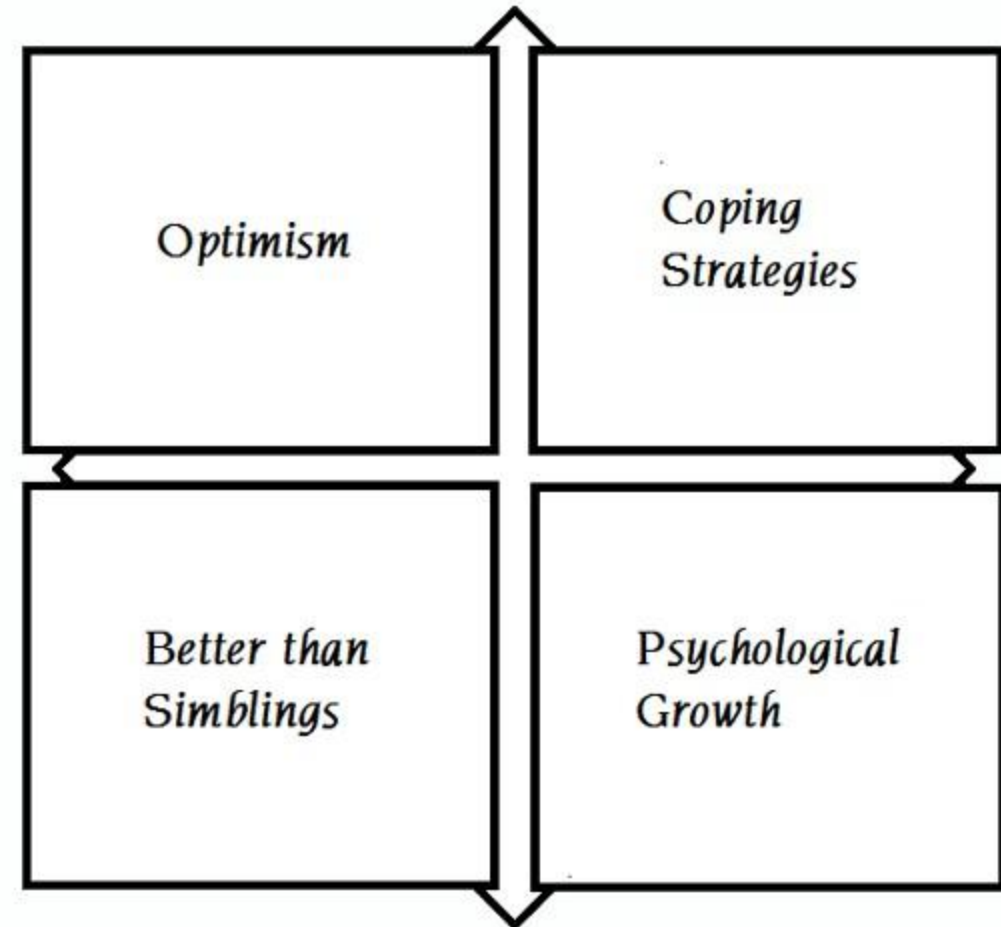 Optimism
Coping
Strategies
Better than
Simblings
Psychological
Growth